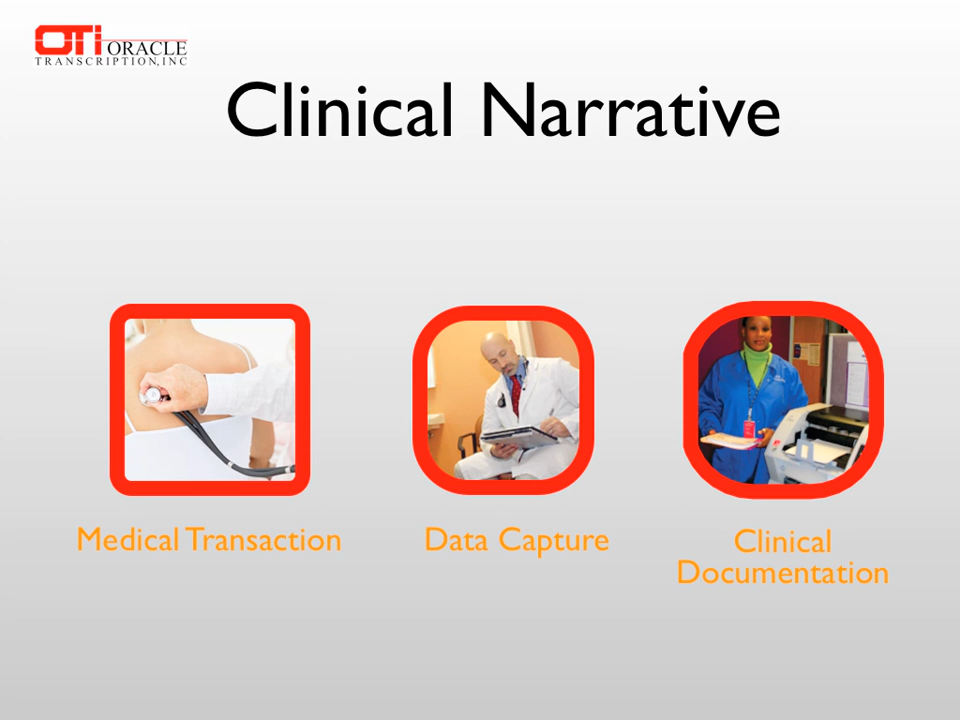 OTi ORACLE
TRANSCRIPTION, INC
Clinical Narrative
Medical Transaction
Data Capture
Clinical
Documentation